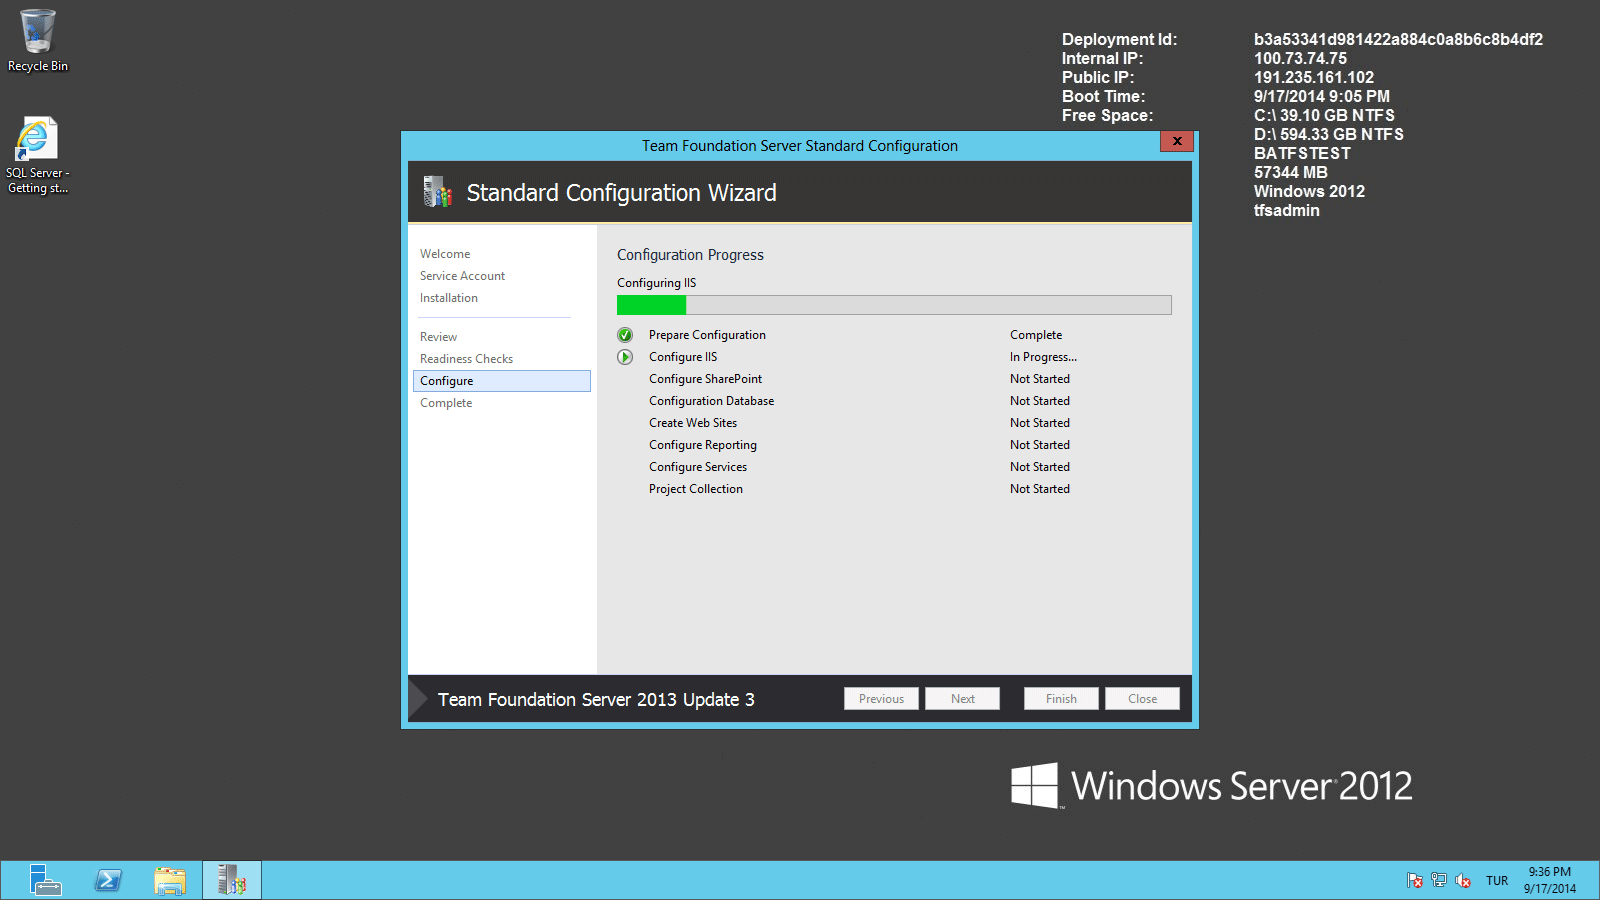 Recycle Bin
SQL Server -
Getting st...
Deployment Id: b3a53341d981422a884c0a8b6c8b4df2
Internal IP: 100.73.74.75
Public IP: 191.235.161.102
Boot Time: 9/17/2014 9:05 PM
Free Space: C:\ 39.10 GB NTFS
D:\ 594.33 GB NTFS
BATFSTEST
57344 MB
Windows 2012
tfsadmin
Team Foundation Server Standard Configuration
x
Standard Configuration Wizard
Welcome
Service Account
Installation
Review
Readiness Checks
Configure
Complete
Configuration Progress
Configuring IIS
Prepare Configuration Complete
Configure IIS In Progress...
Configure SharePoint Not Started
Configuration Database Not Started
Create Web Sites Not Started
Configure Reporting Not Started
Configure Services Not Started
Project Collection Not Started
Team Foundation Server 2013 Update 3
Previous Next Finish Close
Windows Server 2012
TUR
9:36 PM
9/17/2014